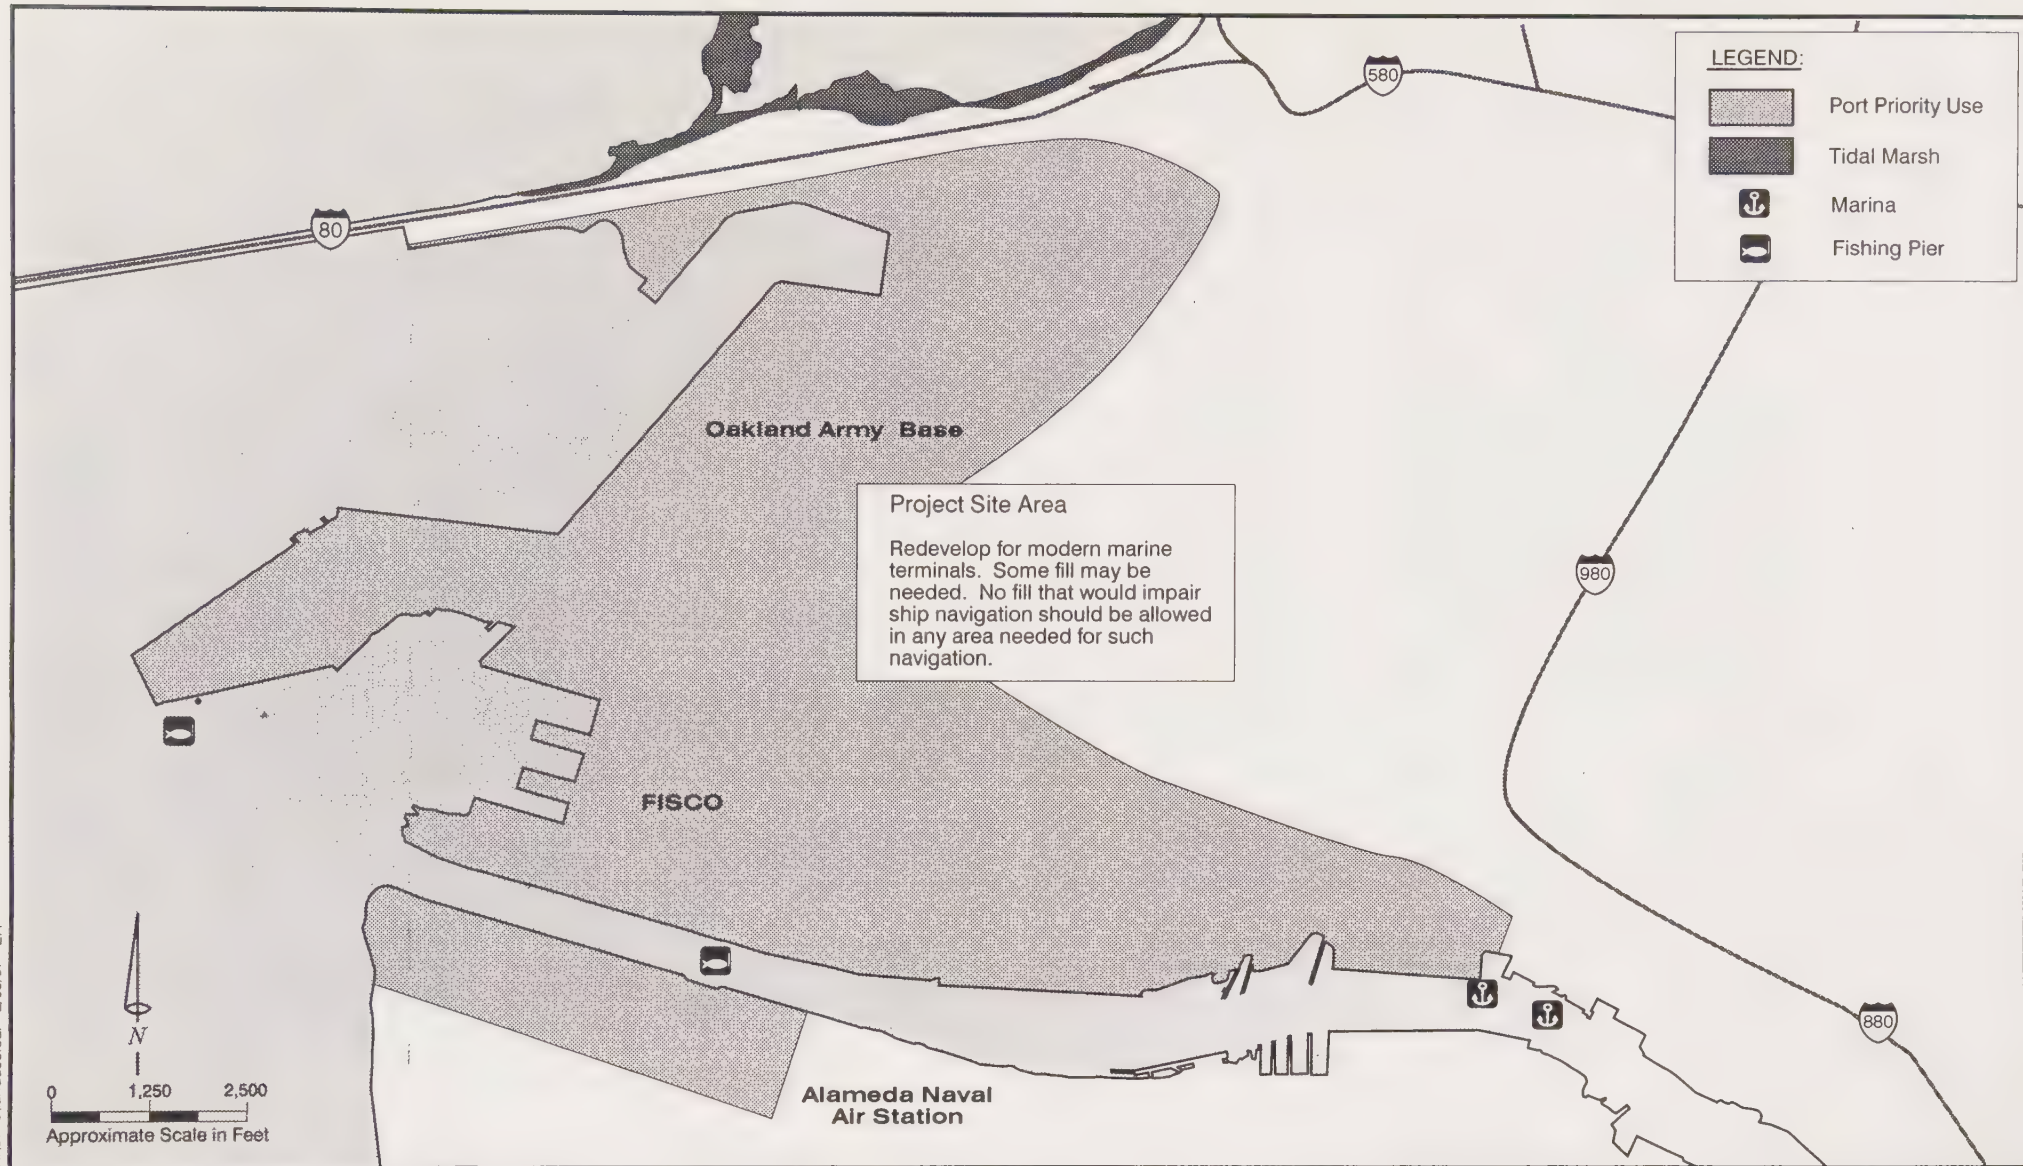 580
LEGEND:
Port Priority Use
Tidal Marsh
Marina
Fishing Pier
80
Oakland Army Base
Project Site Area
Redevelop for modern marine
terminals. Some fill may be
needed. No fill that would impair
ship navigation should be allowed
in any area needed for such
navigation.
980
FISCO
N
880
0 1,250 2,500
Approximate Scale in Feet
Alameda Naval
Air Station